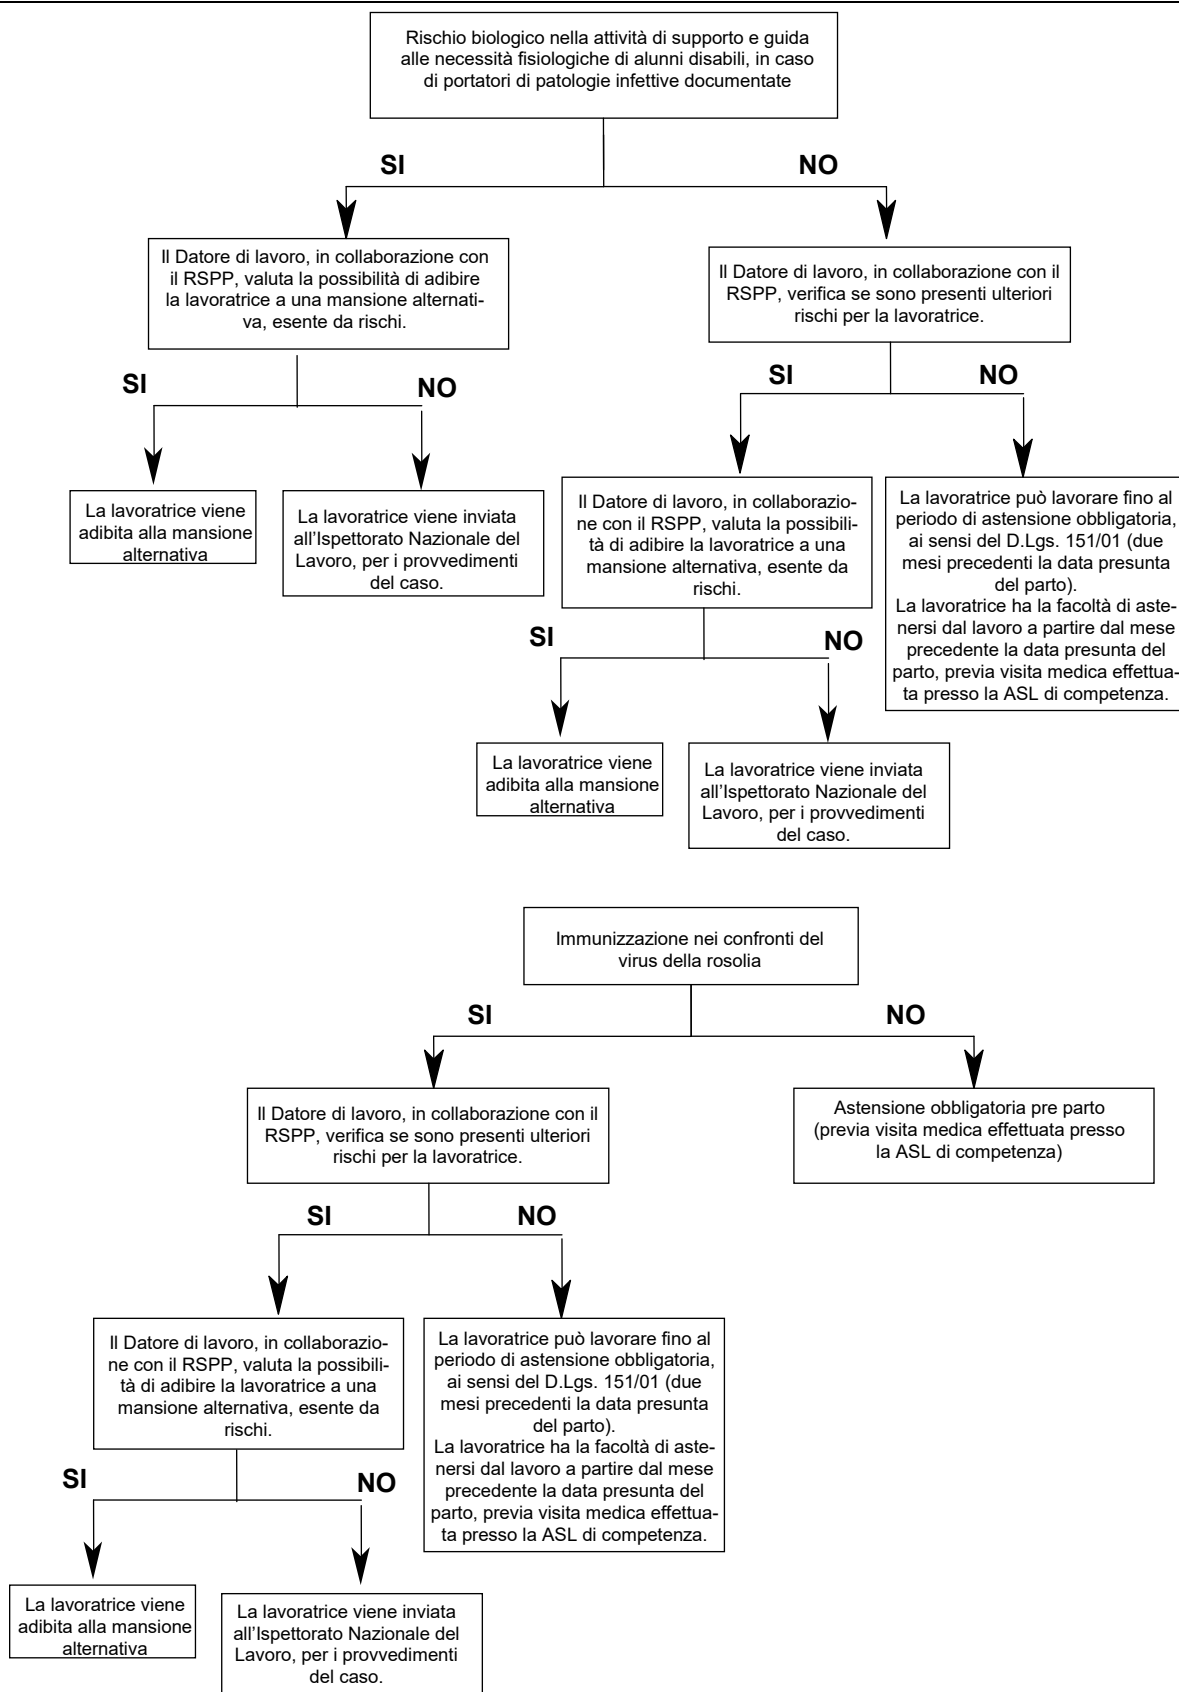 Rischio biologico nella attività di supporto e guida
alle necessità fisiologiche di alunni disabili, in caso
di portatori di patologie infettive documentate
SI
NO
Il Datore di lavoro, in collaborazione con
il RSPP, valuta la possibilità di adibire
la lavoratrice a una mansione alternati-
va, esente da rischi.
Il Datore di lavoro, in collaborazione con il
RSPP, verifica se sono presenti ulteriori
rischi per la lavoratrice.
SI
NO
SI
NO
La lavoratrice viene
adibita alla mansione
alternativa
La lavoratrice viene inviata
all'Ispettorato Nazionale del
Lavoro, per i provvedimenti
del caso.
Il Datore di lavoro, in collaborazio-
ne con il RSPP, valuta la possibili-
tà di adibire la lavoratrice a una
mansione alternativa, esente da
rischi.
La lavoratrice può lavorare fino al
periodo di astensione obbligatoria,
ai sensi del D.Lgs. 151/01 (due
mesi precedenti la data presunta
del parto).
La lavoratrice ha la facoltà di aste-
nersi dal lavoro a partire dal mese
precedente la data presunta del
parto, previa visita medica effettua-
ta presso la ASL di competenza.
SI
NO
La lavoratrice viene
adibita alla mansione
alternativa
La lavoratrice viene inviata
all'Ispettorato Nazionale del
Lavoro, per i provvedimenti
del caso.
Immunizzazione nei confronti del
virus della rosolia
SI
NO
Il Datore di lavoro, in collaborazione con il
RSPP, verifica se sono presenti ulteriori
rischi per la lavoratrice.
Astensione obbligatoria pre parto
(previa visita medica effettuata presso
la ASL di competenza)
SI
NO
Il Datore di lavoro, in collaborazio-
ne con il RSPP, valuta la possibili-
tà di adibire la lavoratrice a una
mansione alternativa, esente da
rischi.
La lavoratrice può lavorare fino al
periodo di astensione obbligatoria,
ai sensi del D.Lgs. 151/01 (due
mesi precedenti la data presunta
del parto).
La lavoratrice ha la facoltà di aste-
nersi dal lavoro a partire dal mese
precedente la data presunta del
parto, previa visita medica effettua-
ta presso la ASL di competenza.
SI
NO
La lavoratrice viene
adibita alla mansione
alternativa
La lavoratrice viene inviata
all'Ispettorato Nazionale del
Lavoro, per i provvedimenti
del caso.